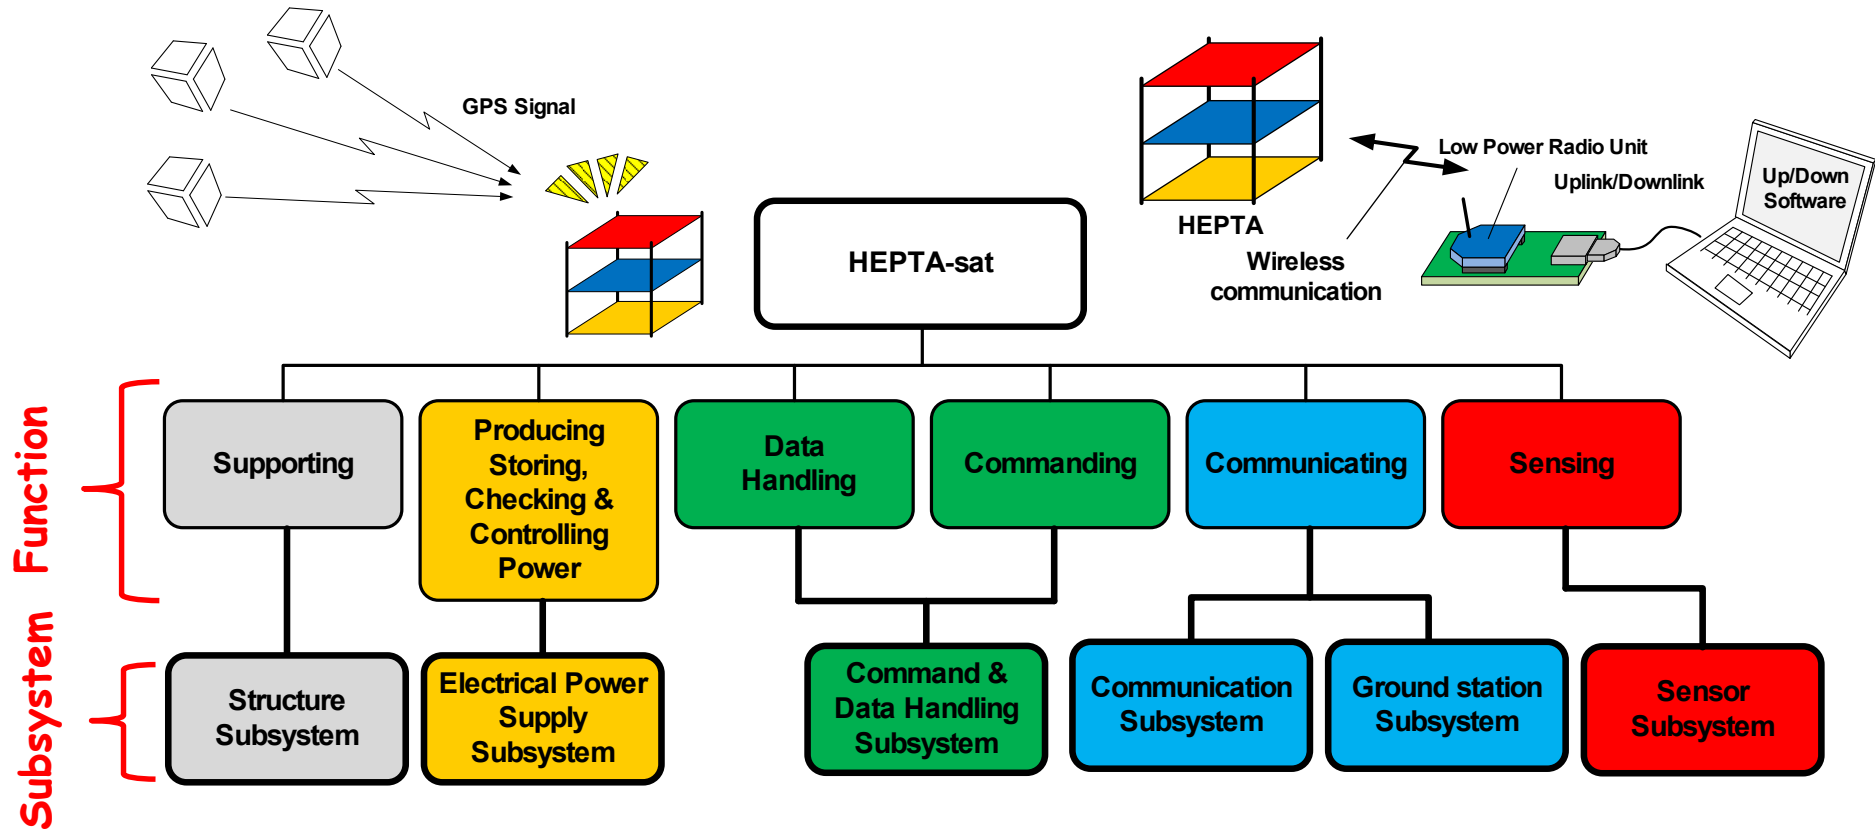 GPS Signal
Low Power Radio Unit
Uplink/Downlink
Up/Down
Software
HEPTA
Wireless
communication
HEPTA-sat
Function
Supporting
Producing
Storing,
Checking &
Controlling
Power
Data
Handling
Commanding
Communicating
Sensing
Subsystem
Structure
Subsystem
Electrical Power
Supply
Subsystem
Command &
Data Handling
Subsystem
Communication
Subsystem
Ground station
Subsystem
Sensor
Subsystem